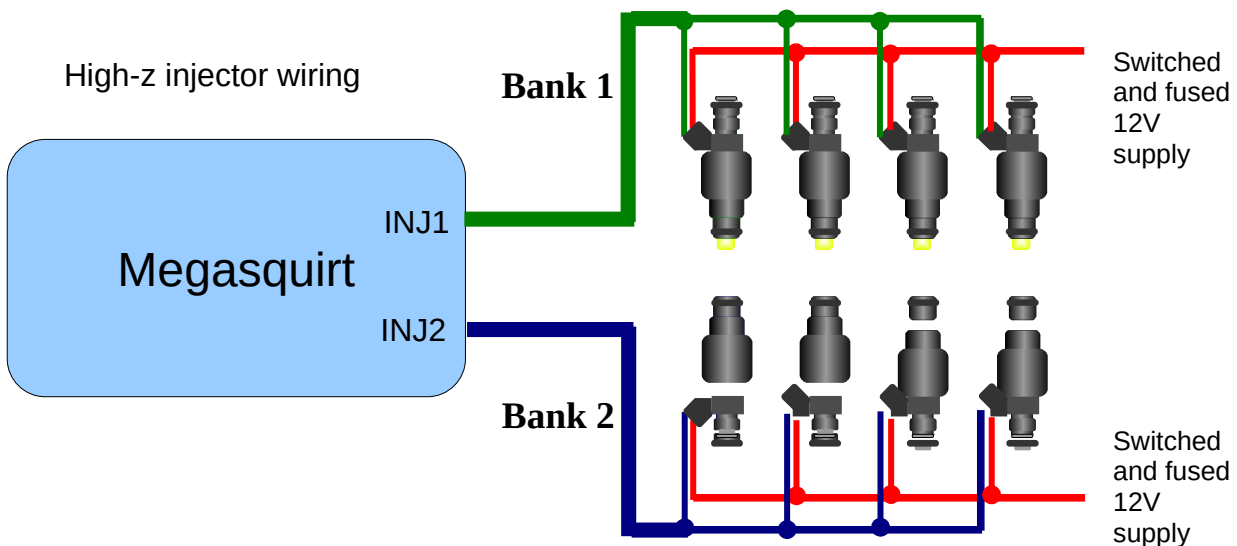 High-z injector wiring
Bank 1
Switched
and fused
12V
supply
INJ1
Megasquirt
INJ2
Bank 2
Switched
and fused
12V
supply